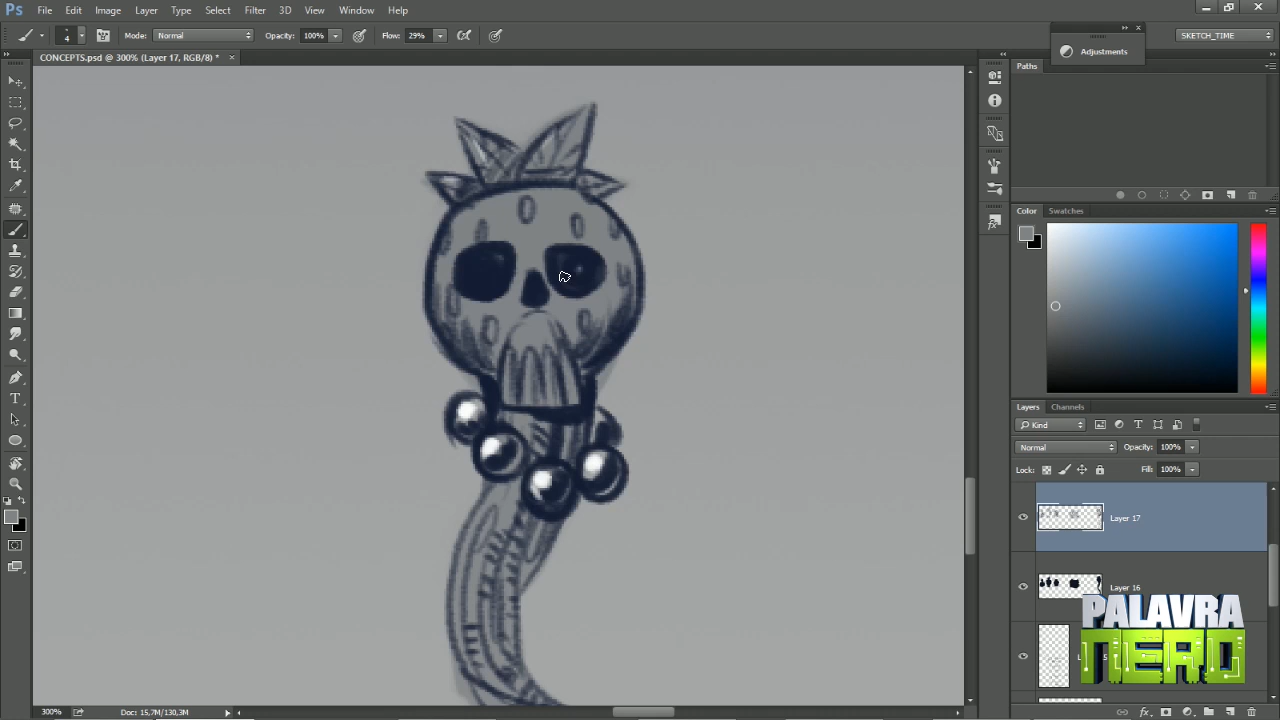 Ps File Edit Image Layer Type Select Filter 3D View Window Help
4 Mode: Normal Opacity: 100% Flow: 29% SKETCH_TIME
CONCEPTS.psd @ 300% (Layer 17, RGB/8) *
Adjustments
Paths
Color Swatches
Layers Channels
Kind
Normal Opacity: 100%
Lock: Fill: 100%
Layer 17
Layer 16
PALAVRA
NERD
300% Doc: 15,7M/130,3M